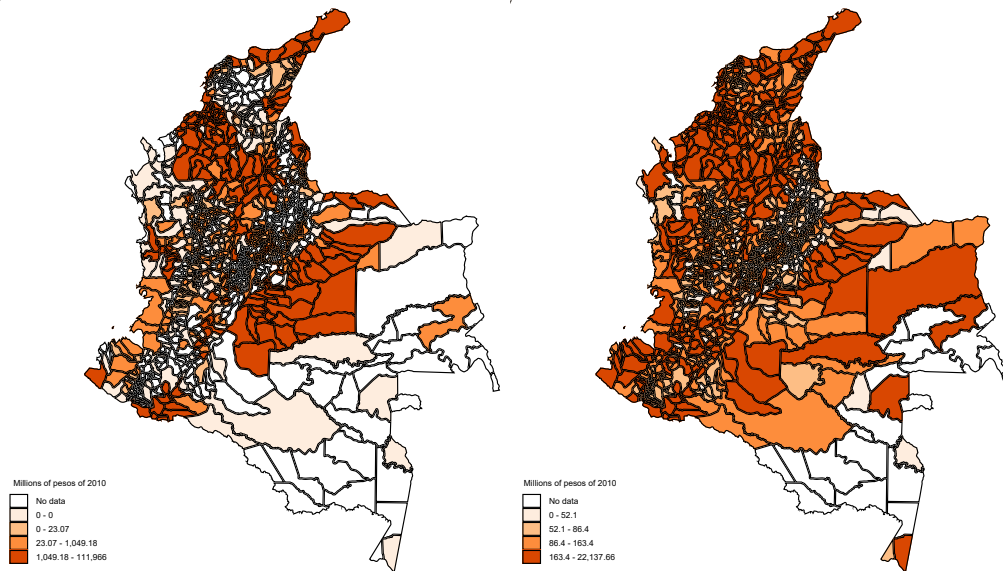 Millions of pesos of 2010
No data
0 - 0
0 - 23.07
23.07 - 1,049.18
1,049.18 - 111,966
Millions of pesos of 2010
No data
0 - 52.1
52.1 - 86.4
86.4 - 163.4
163.4 - 22,137.66